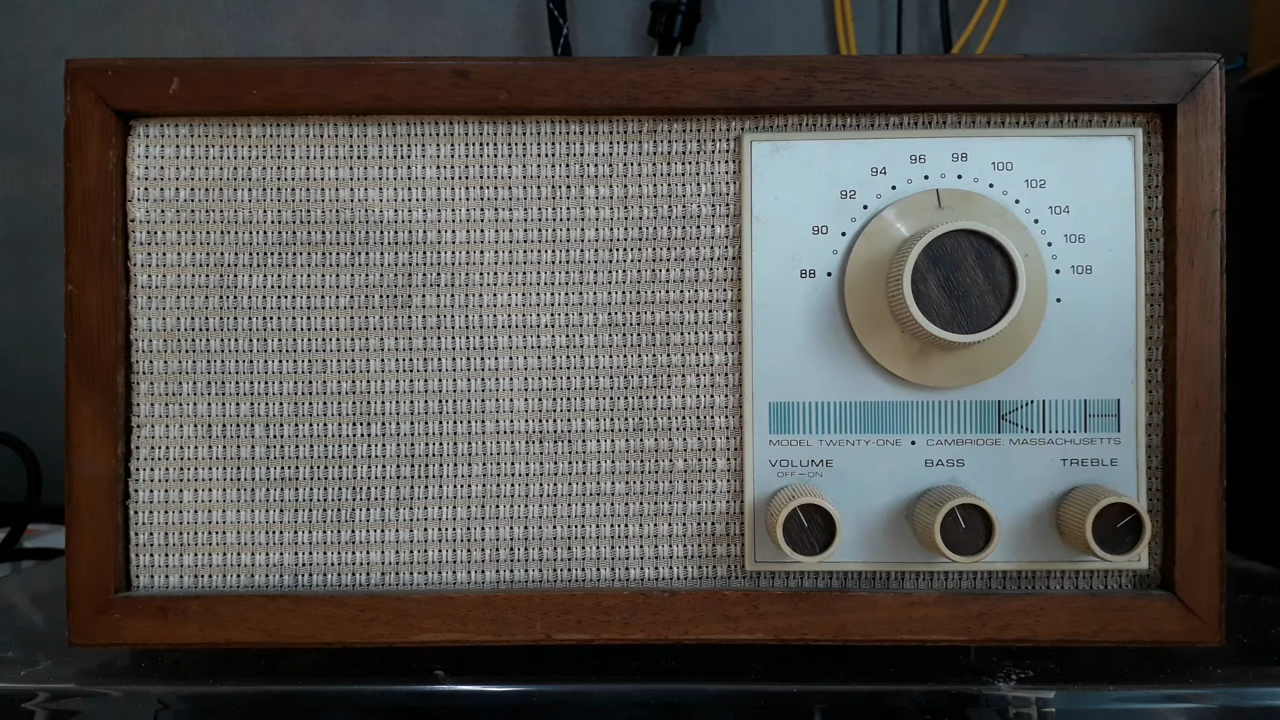 88 90 92 94 96 98 100 102 104 106 108
KLH
MODEL TWENTY-ONE • CAMBRIDGE, MASSACHUSETTS
VOLUME BASS TREBLE
OFF—ON